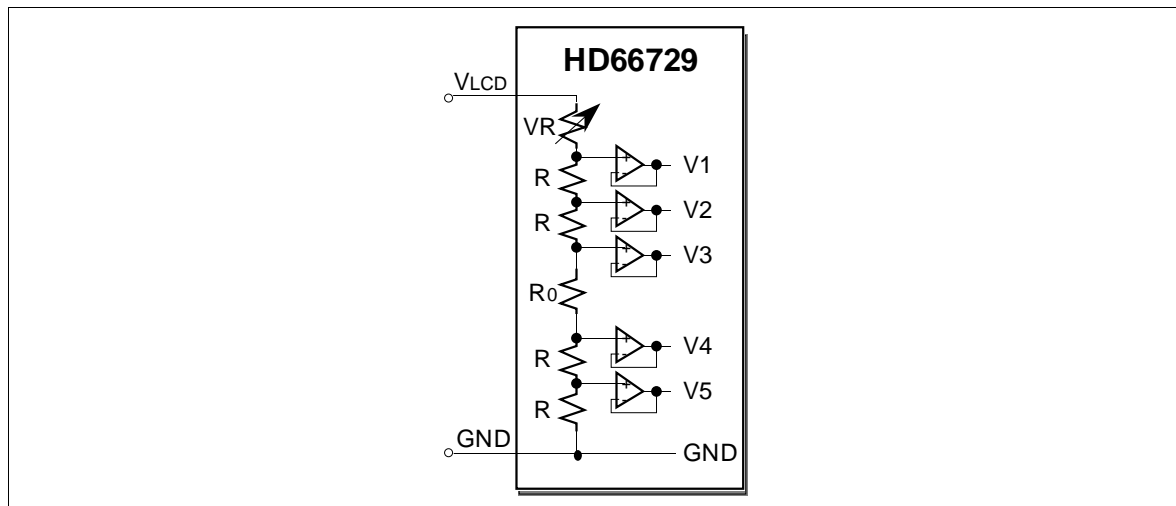 HD66729
VLCD
VR
+
-
V1
R
+
-
V2
R
+
-
V3
R0
+
-
V4
R
+
-
V5
R
GND
GND